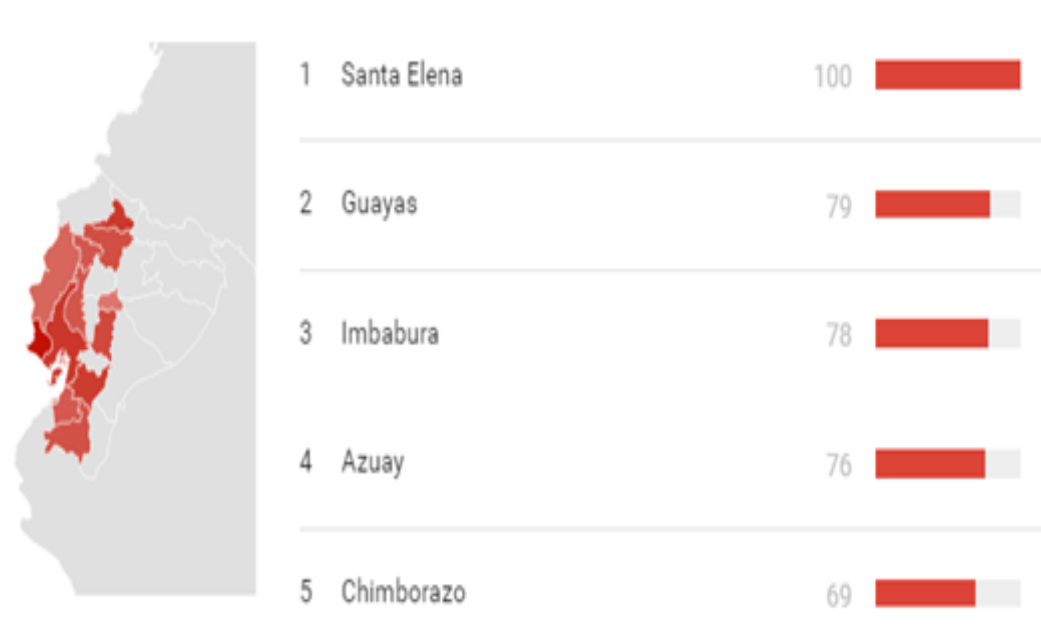 1 Santa Elena 100
2 Guayas 79
3 Imbabura 78
4 Azuay 76
5 Chimborazo 69